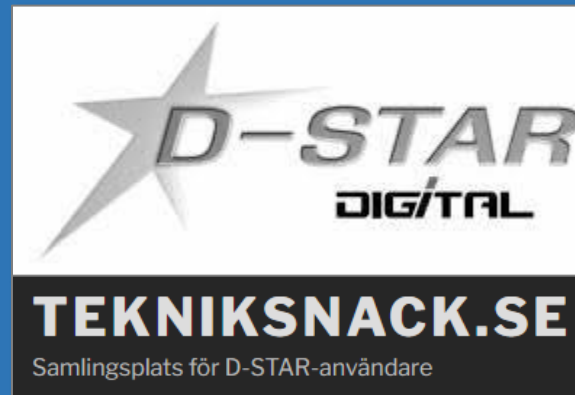 D-STAR
DIGITAL
TEKNIKSNACK.SE
Samlingsplats för D-STAR-användare